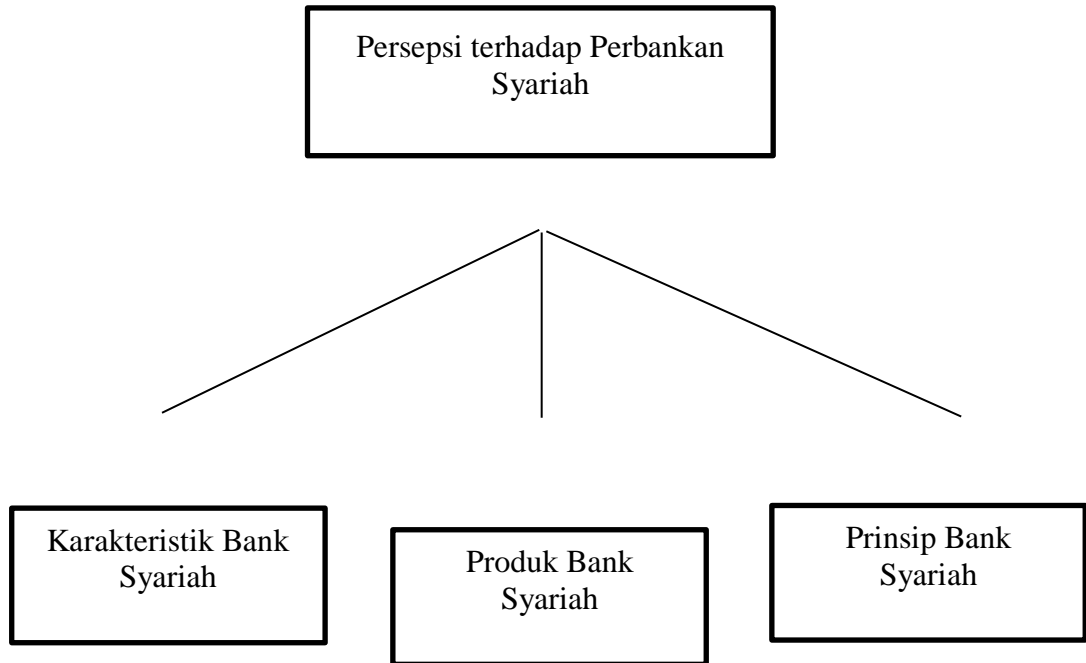 Persepsi terhadap Perbankan
Syariah
Karakteristik Bank
Syariah
Produk Bank
Syariah
Prinsip Bank
Syariah